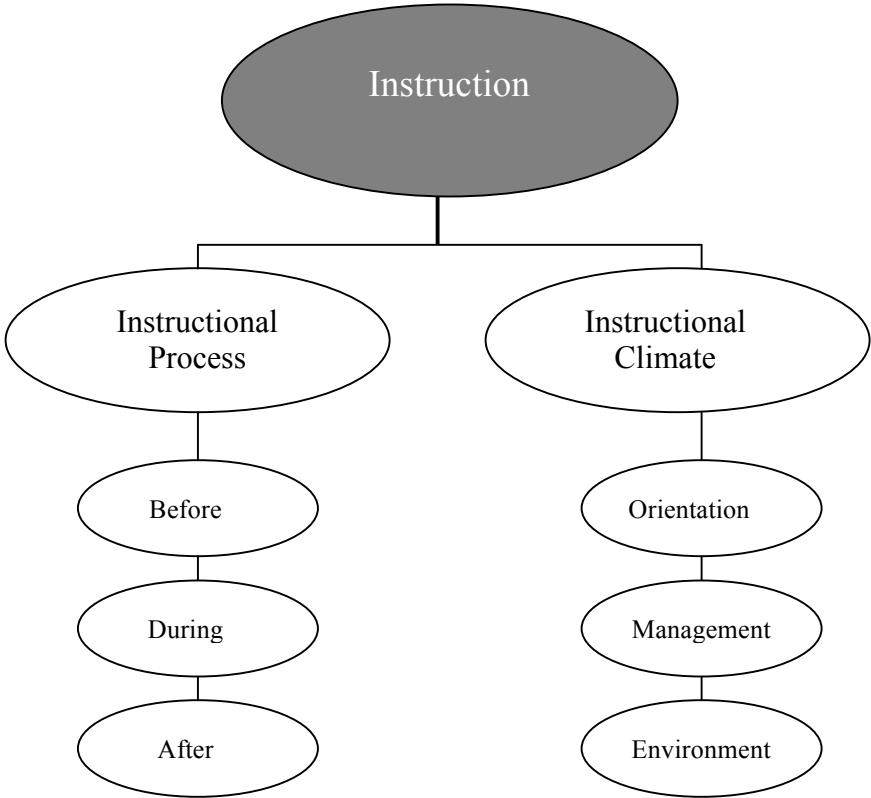 Instruction
Instructional
Process
Instructional
Climate
Before
Orientation
During
Management
After
Environment